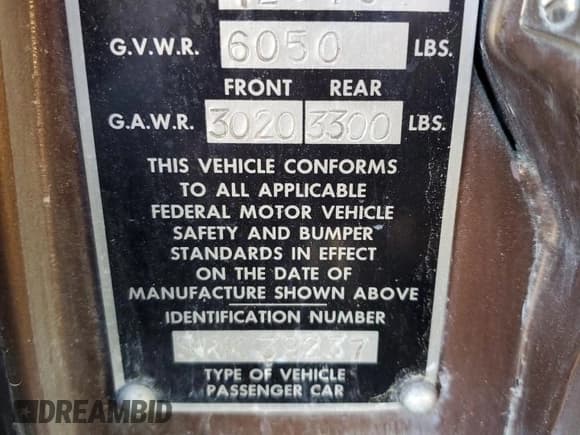 G.V.W.R. 6050 LBS.
FRONT REAR
G.A.W.R. 3020 3300 LBS.
THIS VEHICLE CONFORMS
TO ALL APPLICABLE
FEDERAL MOTOR VEHICLE
SAFETY AND BUMPER
STANDARDS IN EFFECT
ON THE DATE OF
MANUFACTURE SHOWN ABOVE
IDENTIFICATION NUMBER
TYPE OF VEHICLE
PASSENGER CAR
DREAMBID